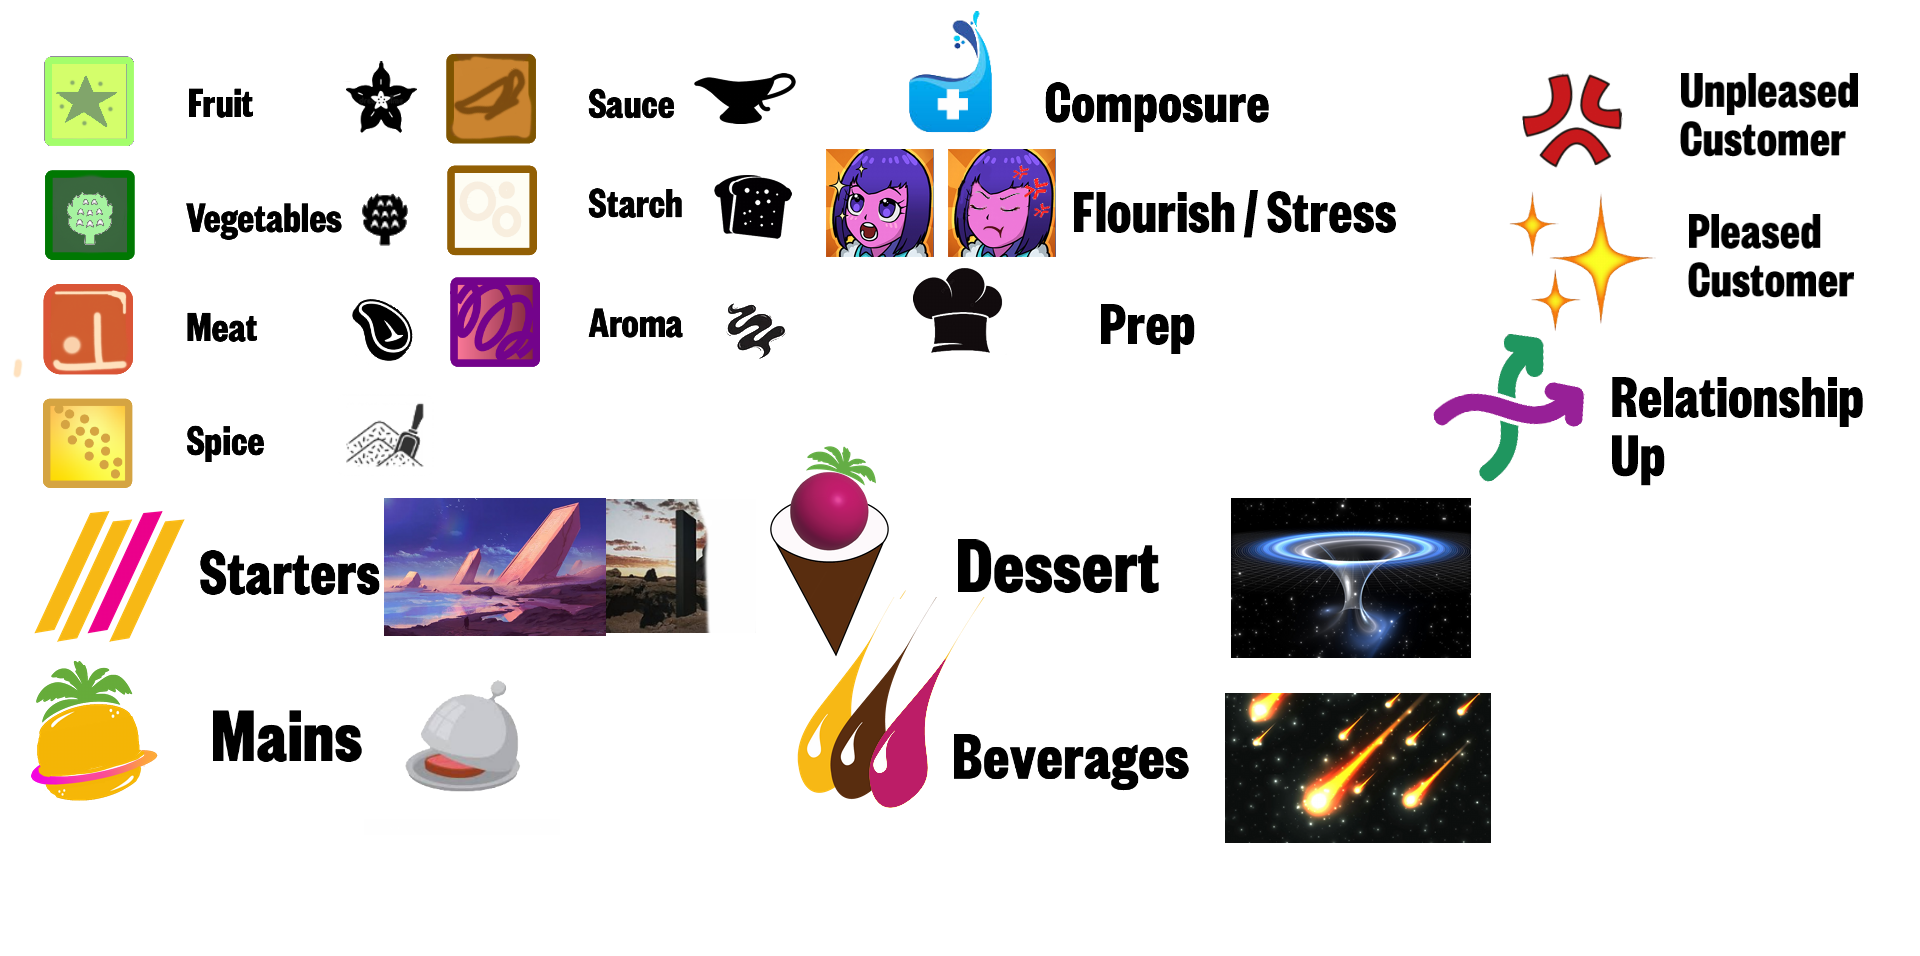 Fruit
Sauce
Composure
Unpleased
Customer
Vegetables
Starch
Flourish / Stress
Pleased
Customer
Meat
Aroma
Prep
Relationship
Up
Spice
Starters
Dessert
Mains
Beverages